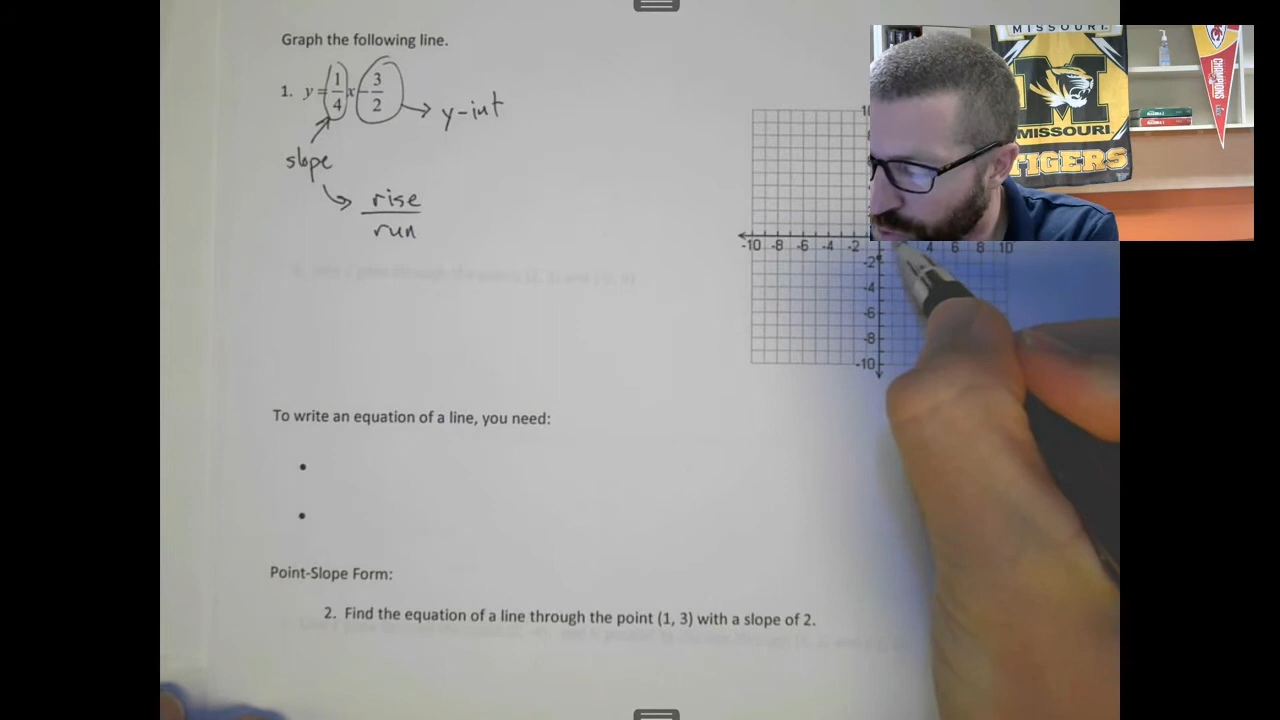 Graph the following line.
1. y = 1/4 x - 3/2
y-int
slope
rise
run
To write an equation of a line, you need:
•
•
Point-Slope Form:
2. Find the equation of a line through the point (1, 3) with a slope of 2.
10
-10 -8 -6 -4 -2 4 6 8 10
-2
-4
-6
-8
-10
MISSOURI
M
MISSOURI
TIGERS
CHAMPIONS